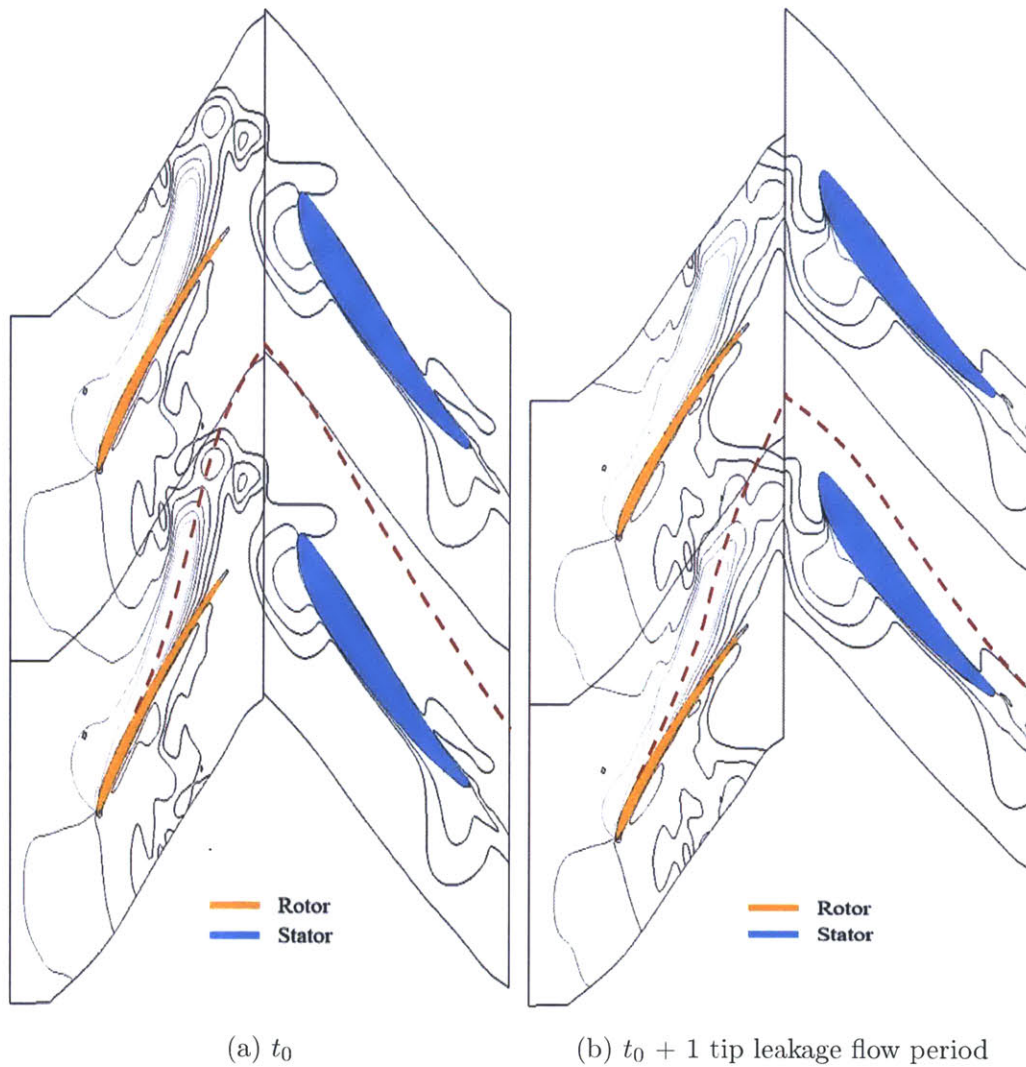 Rotor
Stator
Rotor
Stator
(a) t₀
(b) t₀ + 1 tip leakage flow period